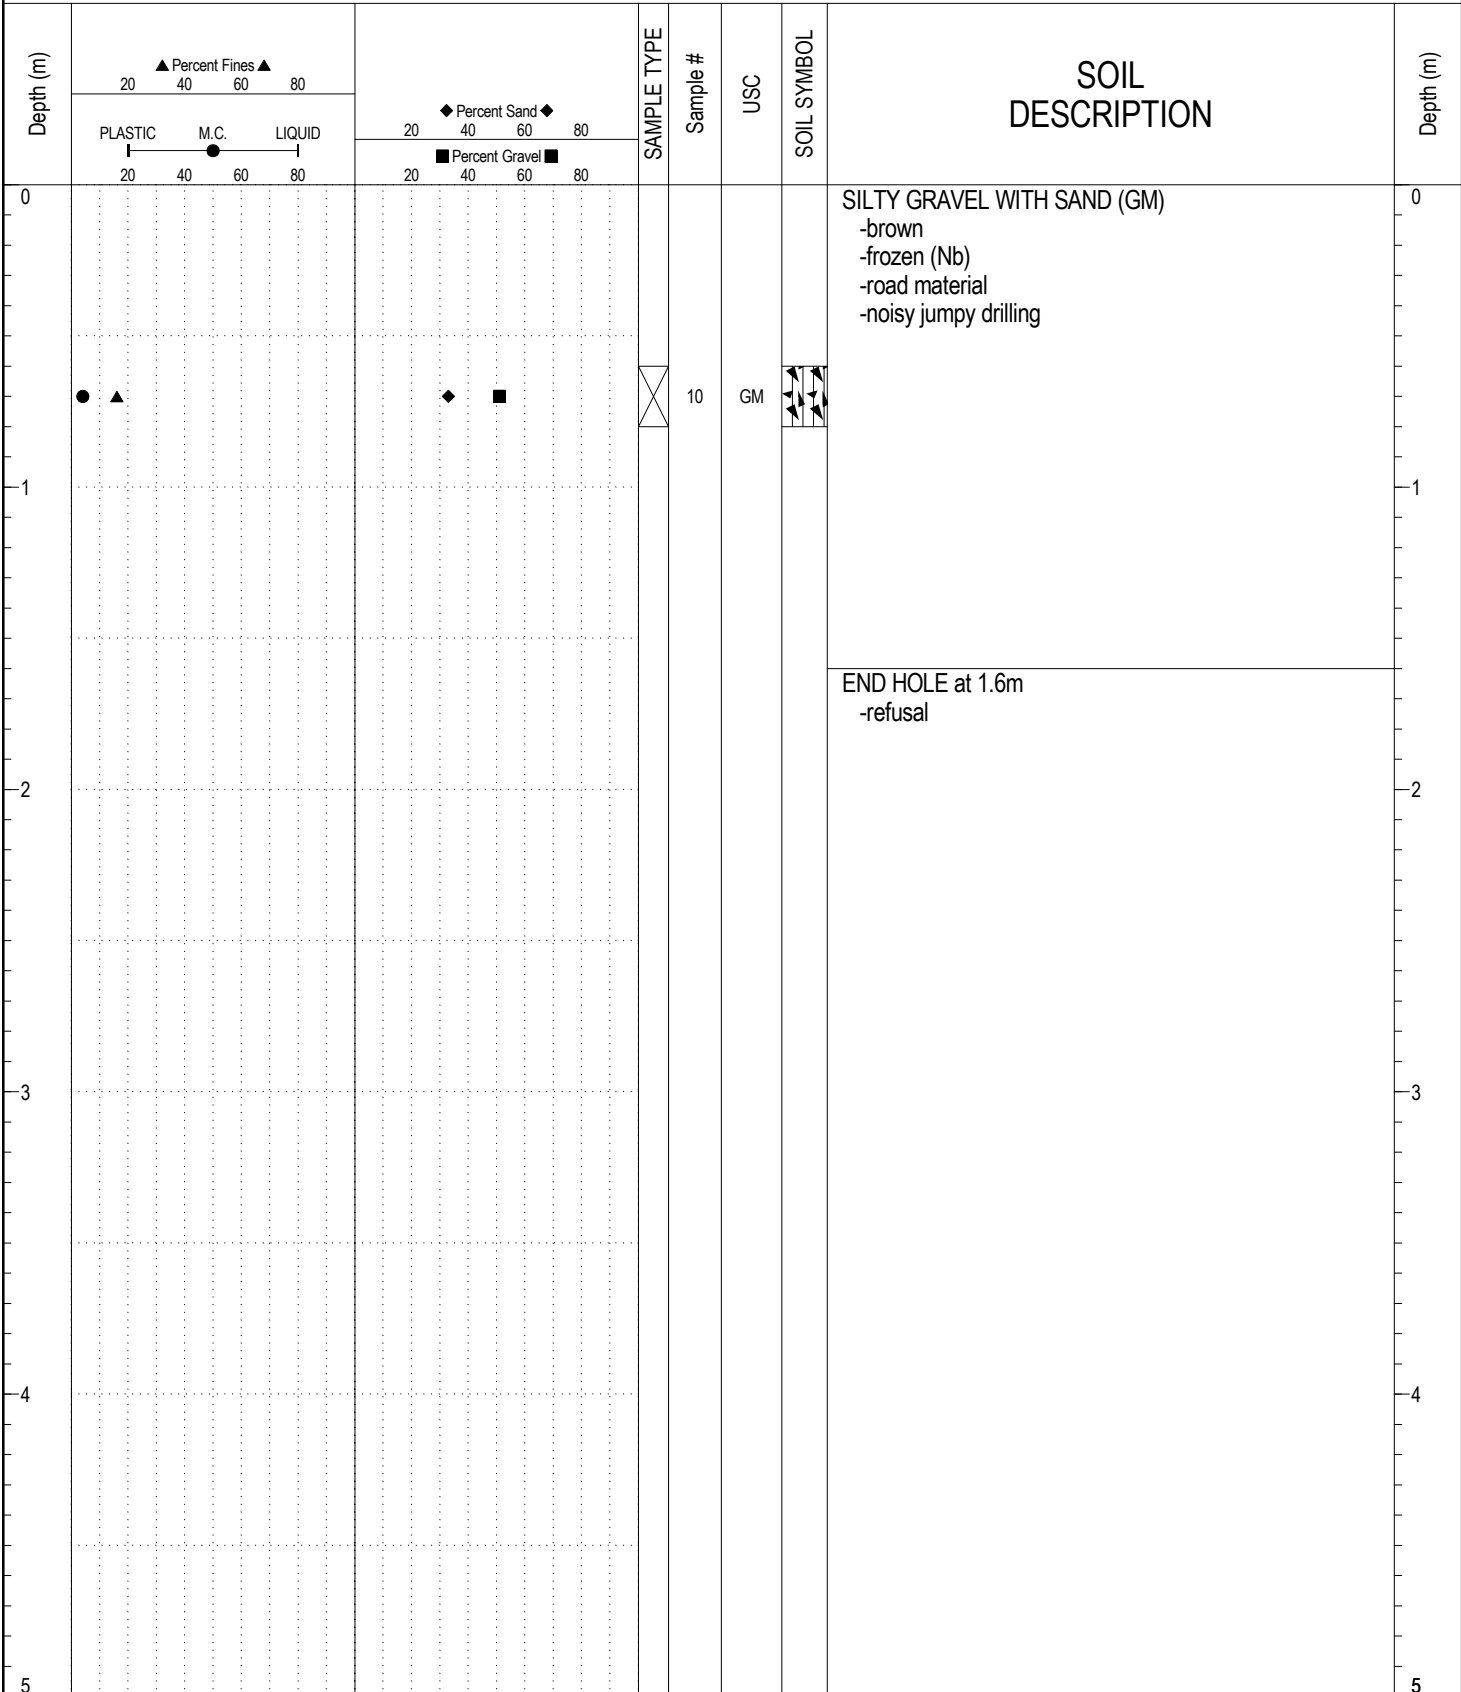 Depth (m)
Percent Fines
20 40 60 80
PLASTIC M.C. LIQUID
20 40 60 80
Percent Sand
20 40 60 80
Percent Gravel
20 40 60 80
SAMPLE TYPE
Sample #
USC
SOIL SYMBOL
SOIL
DESCRIPTION
Depth (m)
0
SILTY GRAVEL WITH SAND (GM)
-brown
-frozen (Nb)
-road material
-noisy jumpy drilling
0
10 GM
1
1
END HOLE at 1.6m
-refusal
2
2
3
3
4
4
5
5